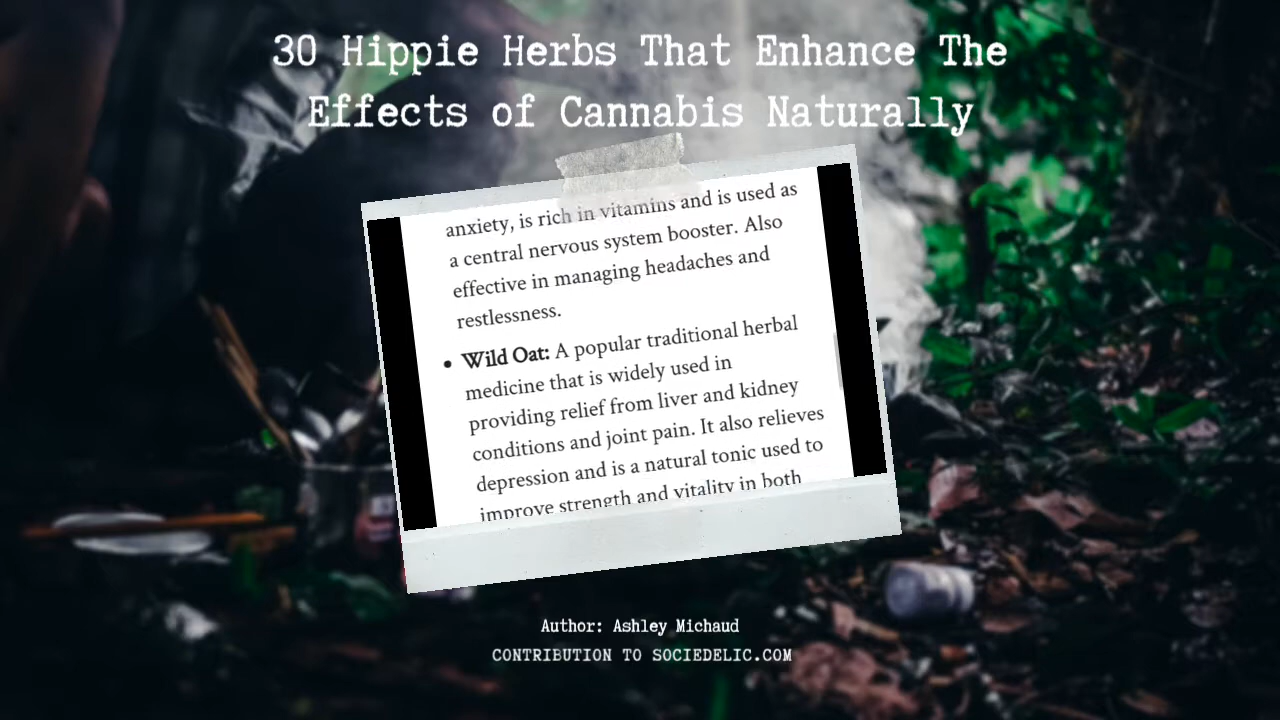 30 Hippie Herbs That Enhance The
Effects of Cannabis Naturally
anxiety, is rich in vitamins and is used as
a central nervous system booster. Also
effective in managing headaches and
restlessness.
• Wild Oat: A popular traditional herbal
medicine that is widely used in
providing relief from liver and kidney
conditions and joint pain. It also relieves
depression and is a natural tonic used to
improve strength and vitality in both
Author: Ashley Michaud
CONTRIBUTION TO SOCIEDELIC.COM